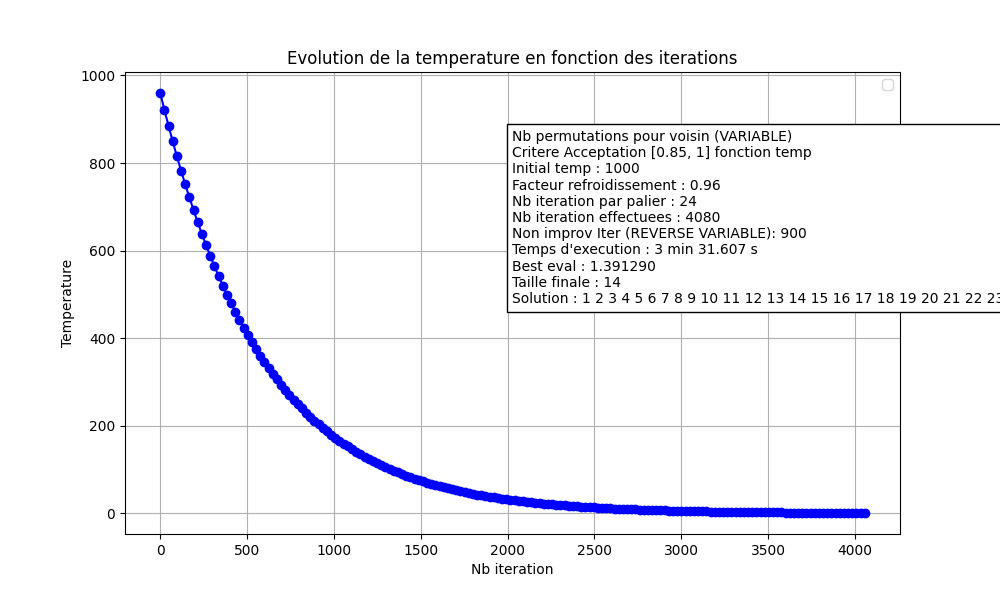 Evolution de la temperature en fonction des iterations
1000
800
600
400
200
0
Temperature
Nb permutations pour voisin (VARIABLE)
Critere Acceptation [0.85, 1] fonction temp
Initial temp : 1000
Facteur refroidissement : 0.96
Nb iteration par palier : 24
Nb iteration effectuees : 4080
Non improv Iter (REVERSE VARIABLE): 900
Temps d'execution : 3 min 31.607 s
Best eval : 1.391290
Taille finale : 14
Solution : 1 2 3 4 5 6 7 8 9 10 11 12 13 14 15 16 17 18 19 20 21 22 23
0 500 1000 1500 2000 2500 3000 3500 4000
Nb iteration